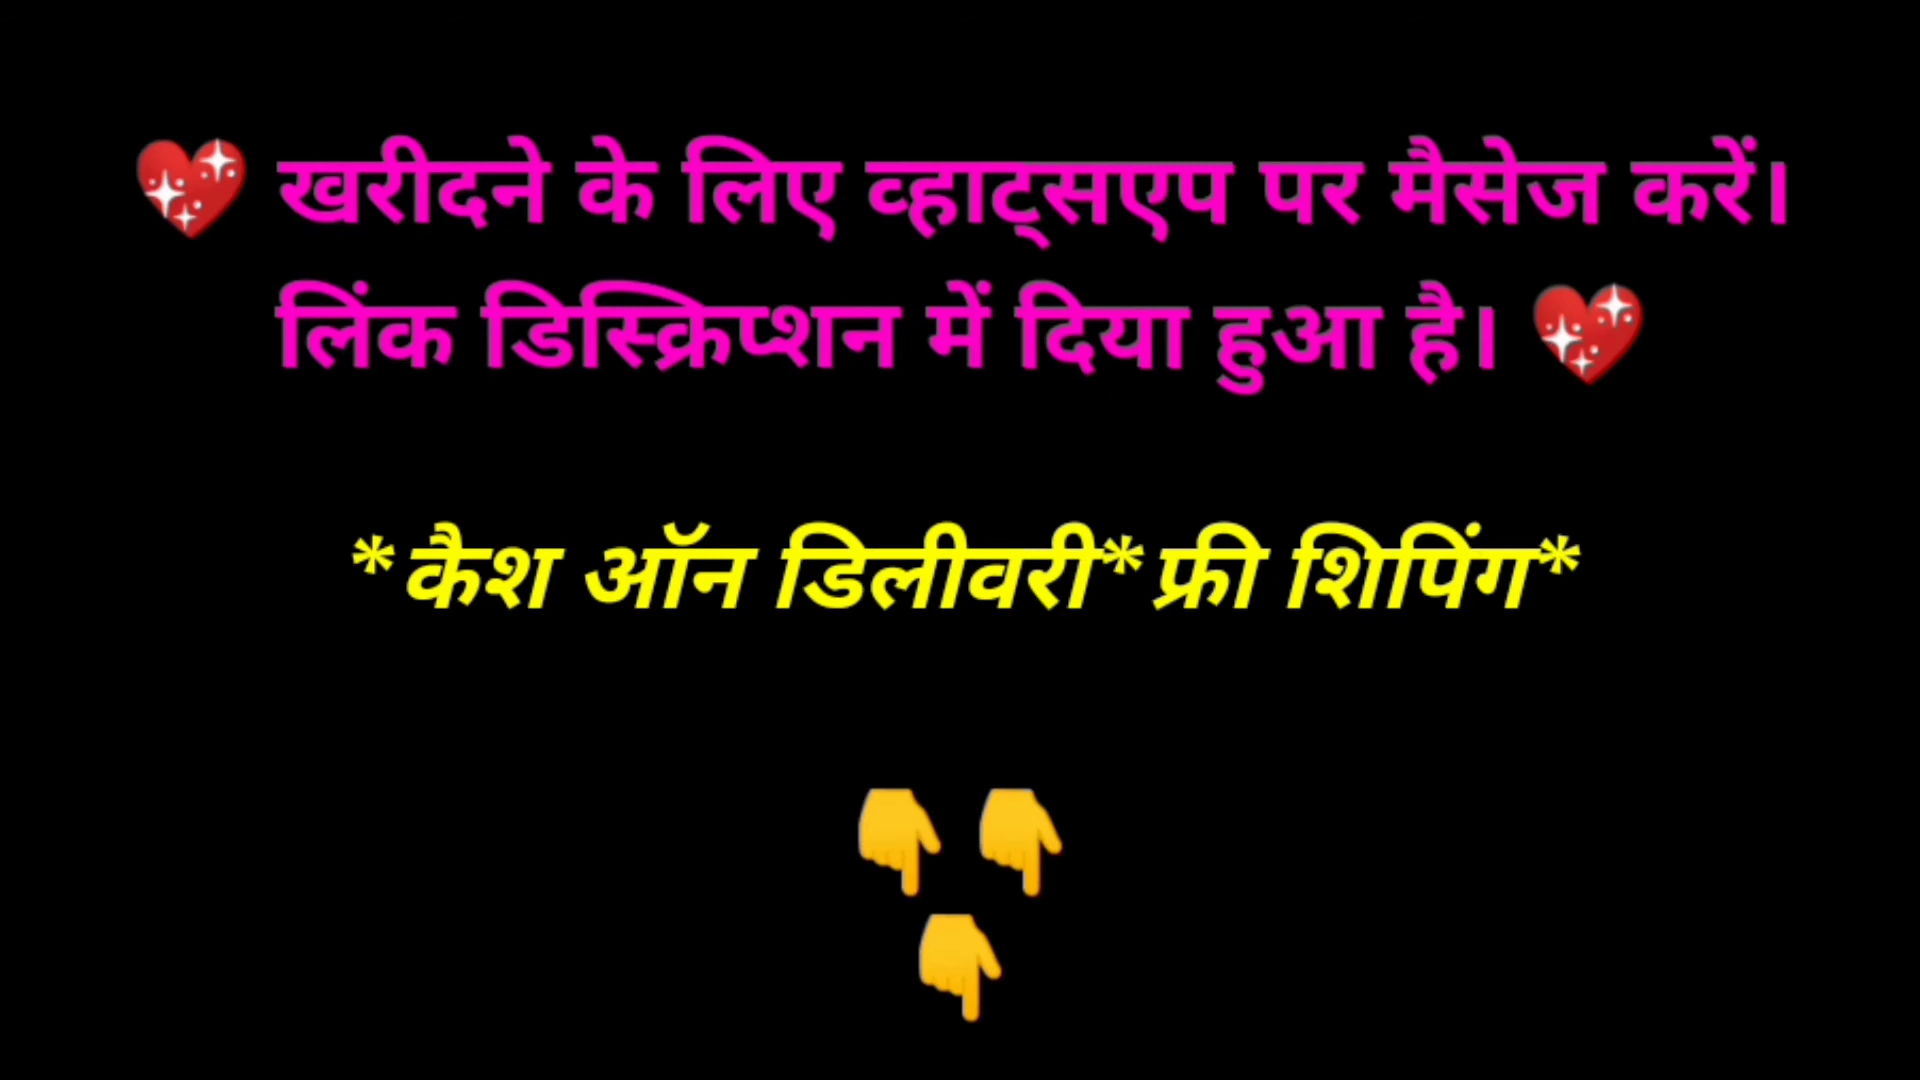 💖 खरीदने के लिए व्हाट्सएप पर मैसेज करें।
लिंक डिस्क्रिप्शन में दिया हुआ है। 💖
*कैश ऑन डिलीवरी*फ्री शिपिंग*
👇 👇
👇